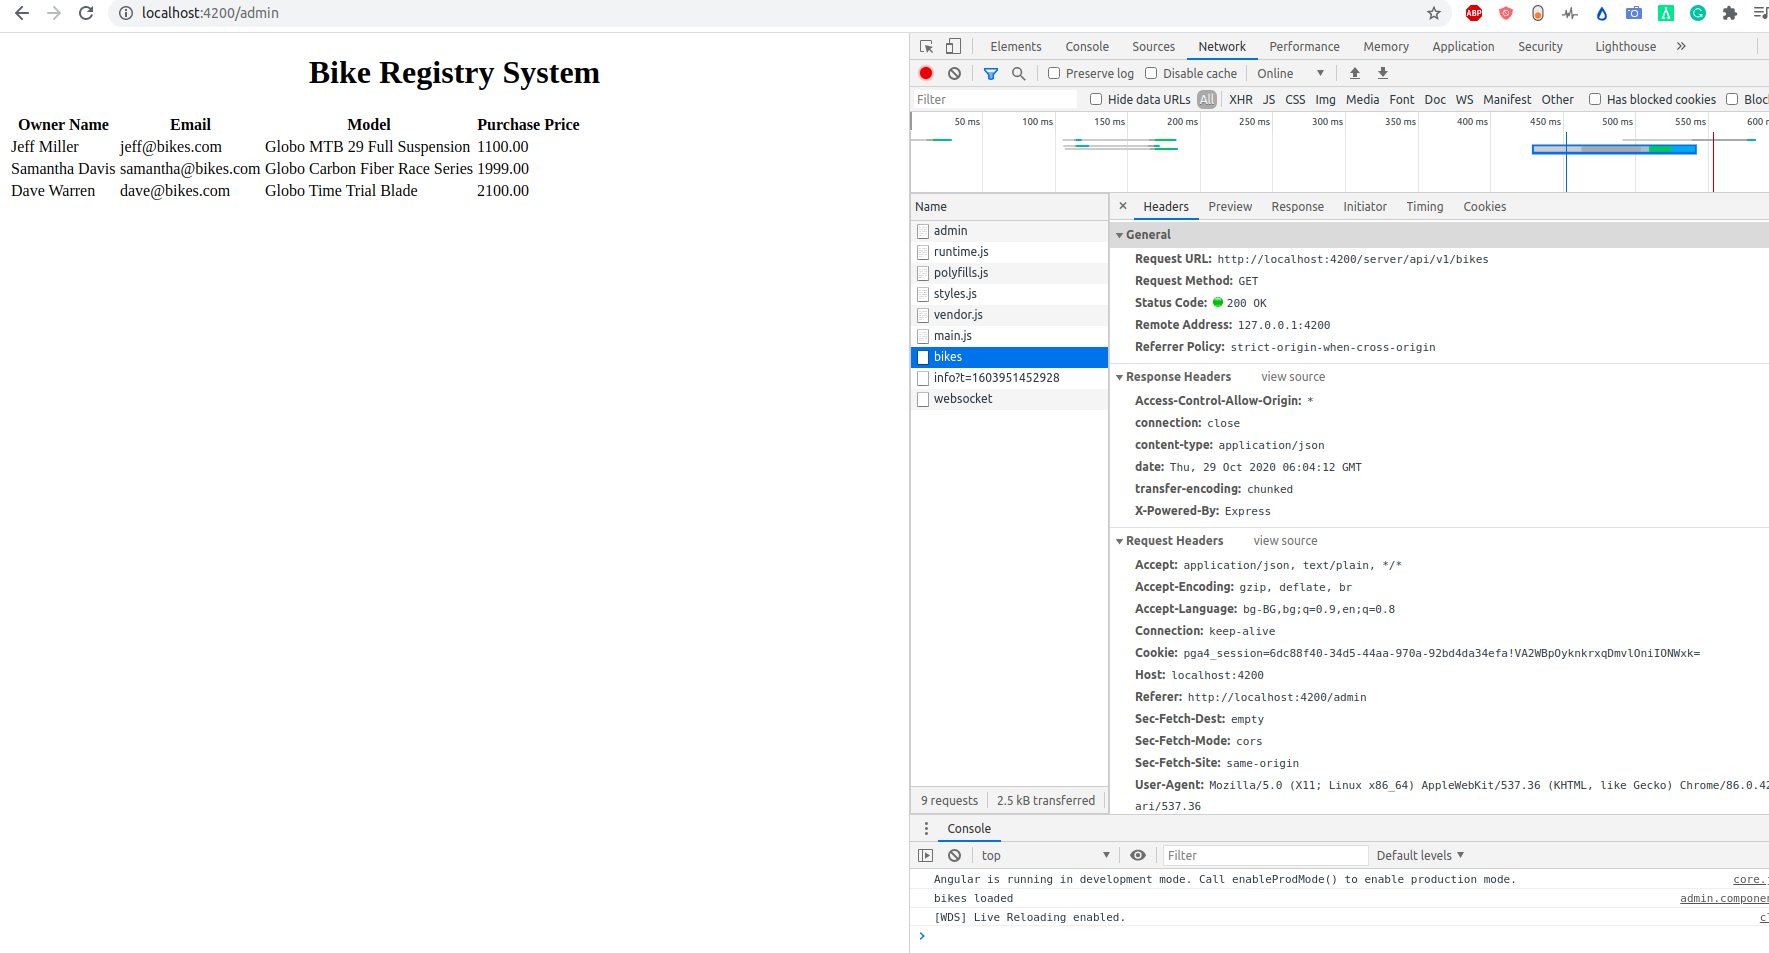 localhost:4200/admin
ABP
Bike Registry System
Owner Name Email Model Purchase Price
Jeff Miller jeff@bikes.com Globo MTB 29 Full Suspension 1100.00
Samantha Davis samantha@bikes.com Globo Carbon Fiber Race Series 1999.00
Dave Warren dave@bikes.com Globo Time Trial Blade 2100.00
Elements Console Sources Network Performance Memory Application Security Lighthouse »
Preserve log Disable cache Online
Filter Hide data URLs All XHR JS CSS Img Media Font Doc WS Manifest Other Has blocked cookies Bloc
50 ms 100 ms 150 ms 200 ms 250 ms 300 ms 350 ms 400 ms 450 ms 500 ms 550 ms 600 m
Name
admin
runtime.js
polyfills.js
styles.js
vendor.js
main.js
bikes
info?t=1603951452928
websocket
9 requests 2.5 kB transferred
Headers Preview Response Initiator Timing Cookies
General
Request URL: http://localhost:4200/server/api/v1/bikes
Request Method: GET
Status Code: 200 OK
Remote Address: 127.0.0.1:4200
Referrer Policy: strict-origin-when-cross-origin
Response Headers view source
Access-Control-Allow-Origin: *
connection: close
content-type: application/json
date: Thu, 29 Oct 2020 06:04:12 GMT
transfer-encoding: chunked
X-Powered-By: Express
Request Headers view source
Accept: application/json, text/plain, */*
Accept-Encoding: gzip, deflate, br
Accept-Language: bg-BG,bg;q=0.9,en;q=0.8
Connection: keep-alive
Cookie: pga4_session=6dc88f40-34d5-44aa-970a-92bd4da34efa!VA2WBpOyknkrxqDmvlOniIONWxk=
Host: localhost:4200
Referer: http://localhost:4200/admin
Sec-Fetch-Dest: empty
Sec-Fetch-Mode: cors
Sec-Fetch-Site: same-origin
User-Agent: Mozilla/5.0 (X11; Linux x86_64) AppleWebKit/537.36 (KHTML, like Gecko) Chrome/86.0.42
ari/537.36
Console
top Filter Default levels
Angular is running in development mode. Call enableProdMode() to enable production mode. core.j
bikes loaded admin.componen
[WDS] Live Reloading enabled. cl